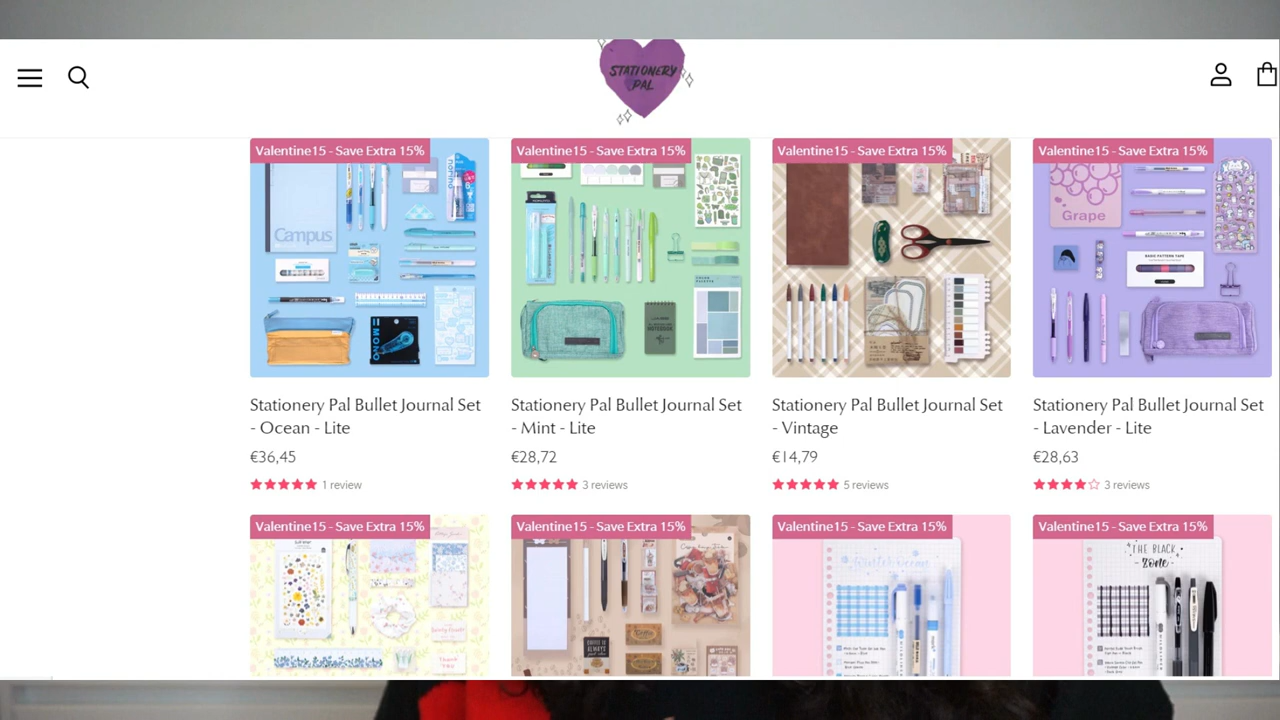 STATIONERY
PAL
Valentine15 - Save Extra 15%
Valentine15 - Save Extra 15%
Valentine15 - Save Extra 15%
Valentine15 - Save Extra 15%
Campus
MONO
Grape
BASIC PATTERN TAPE
Stationery Pal Bullet Journal Set
- Ocean - Lite
€36,45
1 review
Stationery Pal Bullet Journal Set
- Mint - Lite
€28,72
3 reviews
Stationery Pal Bullet Journal Set
- Vintage
€14,79
5 reviews
Stationery Pal Bullet Journal Set
- Lavender - Lite
€28,63
3 reviews
Valentine15 - Save Extra 15%
Valentine15 - Save Extra 15%
Valentine15 - Save Extra 15%
Valentine15 - Save Extra 15%
THE BLACK
Zone